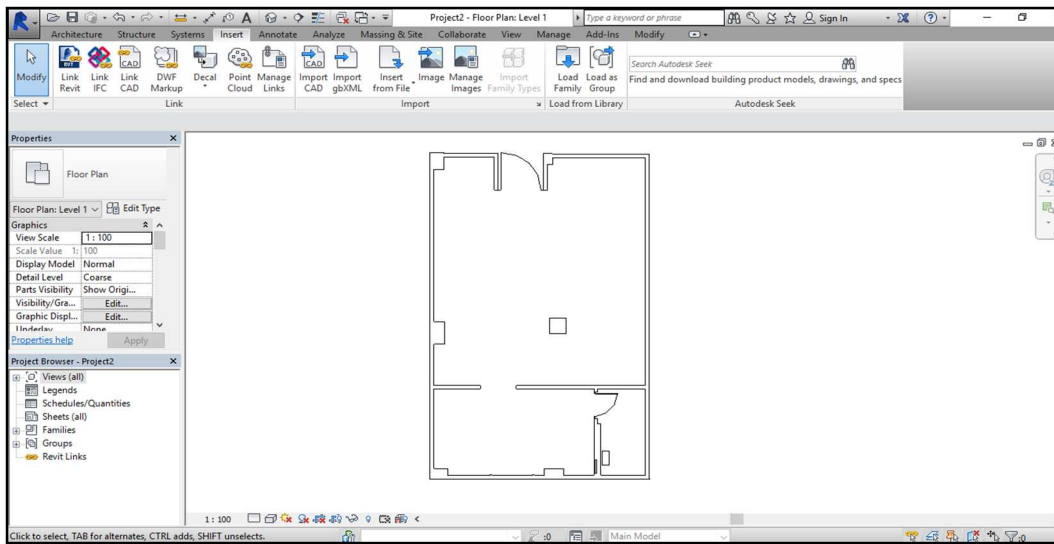 Project2 - Floor Plan: Level 1
Type a keyword or phrase
Sign In
Architecture Structure Systems Insert Annotate Analyze Massing & Site Collaborate View Manage Add-Ins Modify
Modify
Link Revit
Link IFC
Link CAD
DWF Markup
Decal
Point Cloud
Manage Links
Import CAD
Import gbXML
Insert from File
Image
Manage Images
Import Family Types
Load Family
Load as Group
Search Autodesk Seek
Find and download building product models, drawings, and specs
Select
Link
Import
Load from Library
Autodesk Seek
Properties
Floor Plan
Floor Plan: Level 1
Edit Type
Graphics
View Scale 1 : 100
Scale Value 1: 100
Display Model Normal
Detail Level Coarse
Parts Visibility Show Origi...
Visibility/Gra... Edit...
Graphic Displ... Edit...
Underlay None
Properties help Apply
Project Browser - Project2
Views (all)
Legends
Schedules/Quantities
Sheets (all)
Families
Groups
Revit Links
1 : 100
Click to select, TAB for alternates, CTRL adds, SHIFT unselects.
:0
Main Model
:0